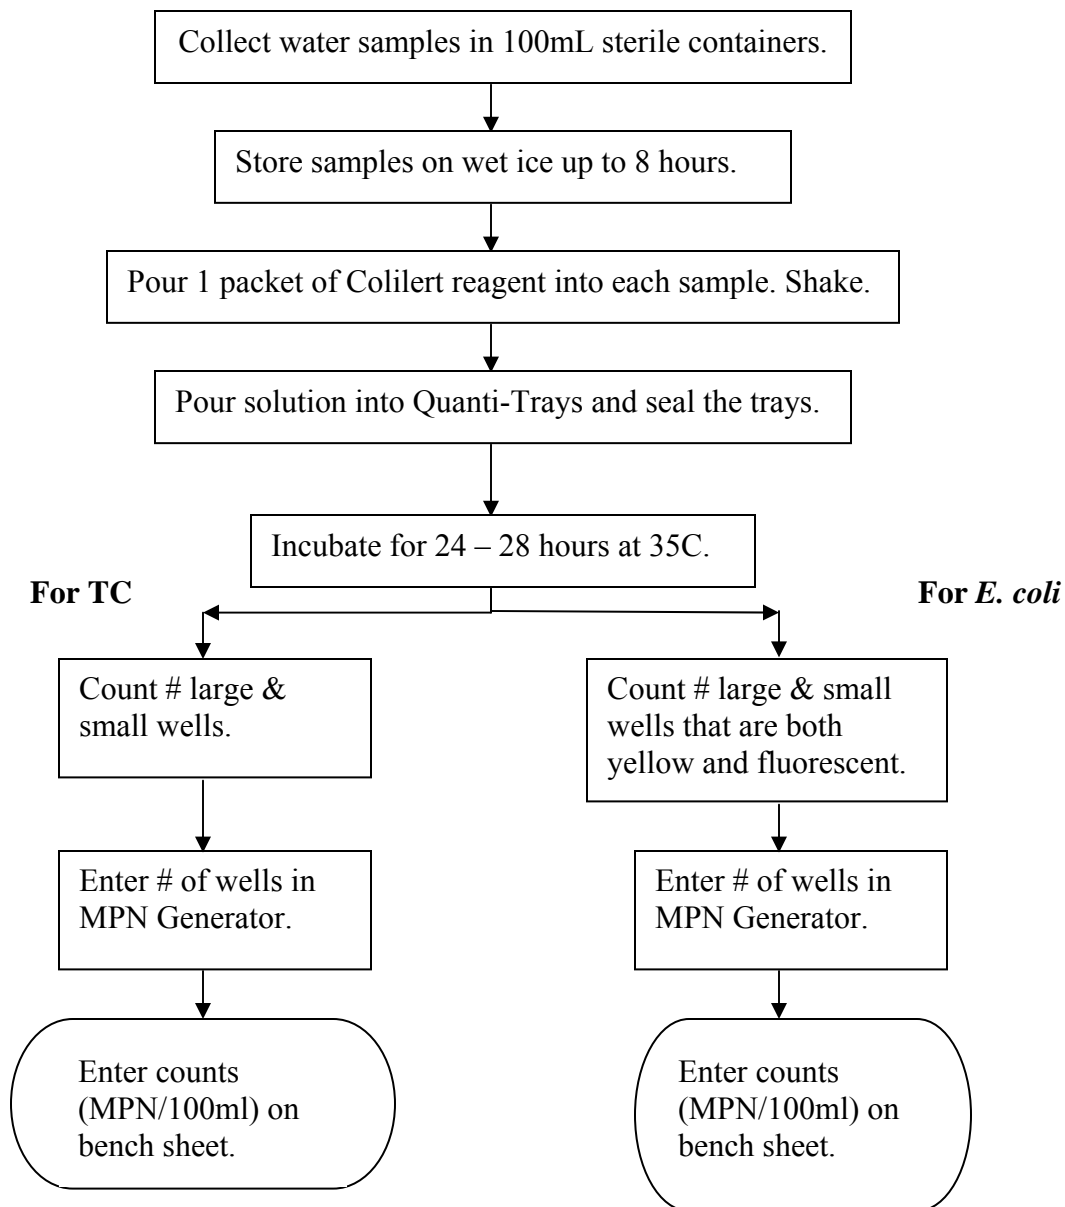 Collect water samples in 100mL sterile containers.
Store samples on wet ice up to 8 hours.
Pour 1 packet of Colilert reagent into each sample. Shake.
Pour solution into Quanti-Trays and seal the trays.
Incubate for 24 – 28 hours at 35C.
For TC
For E. coli
Count # large &
small wells.
Count # large & small
wells that are both
yellow and fluorescent.
Enter # of wells in
MPN Generator.
Enter # of wells in
MPN Generator.
Enter counts
(MPN/100ml) on
bench sheet.
Enter counts
(MPN/100ml) on
bench sheet.